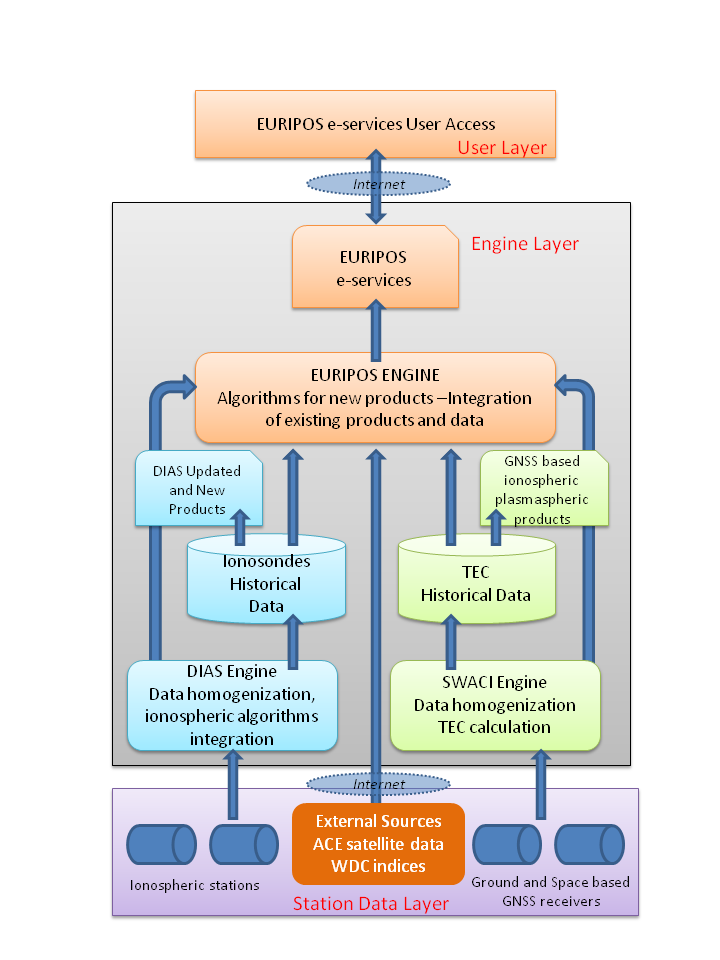 EURIPOS e-services User Access
User Layer
Internet
Engine Layer
EURIPOS
e-services
EURIPOS ENGINE
Algorithms for new products –Integration
of existing products and data
DIAS Updated
and New
Products
GNSS based
ionospheric
plasmaspheric
products
Ionosondes
Historical
Data
TEC
Historical Data
DIAS Engine
Data homogenization,
ionospheric algorithms
integration
SWACI Engine
Data homogenization
TEC calculation
Internet
External Sources
ACE satellite data
WDC indices
Ionospheric stations
Ground and Space based
GNSS receivers
Station Data Layer